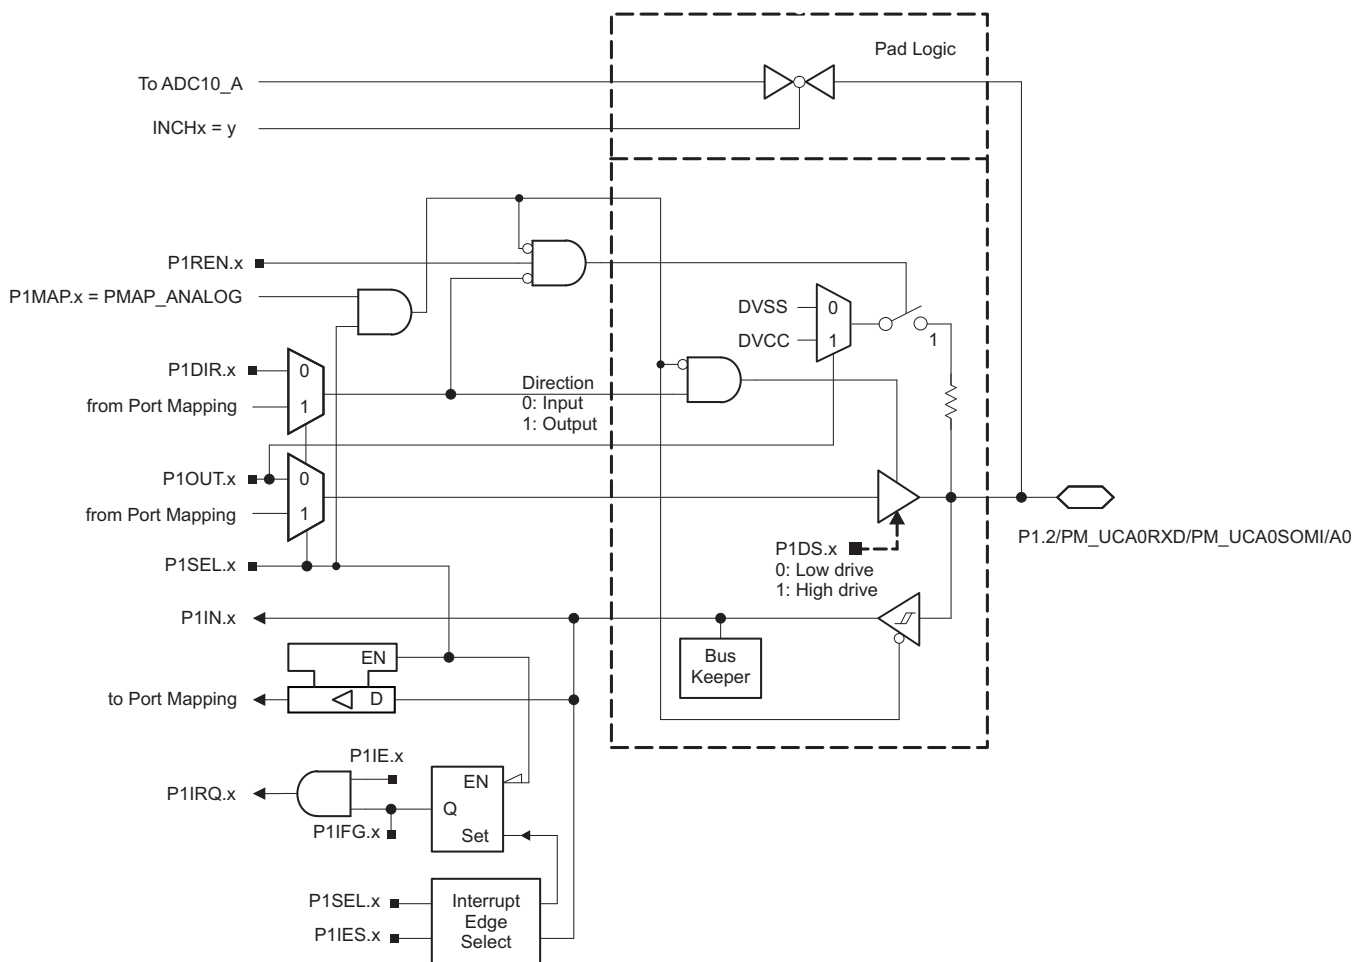 Pad Logic
To ADC10_A
INCHx = y
P1REN.x
P1MAP.x = PMAP_ANALOG
DVSS
0
DVCC
1
1
P1DIR.x
0
from Port Mapping
1
Direction
0: Input
1: Output
P1OUT.x
0
from Port Mapping
1
P1SEL.x
P1DS.x
0: Low drive
1: High drive
P1.2/PM_UCA0RXD/PM_UCA0SOMI/A0
P1IN.x
Bus
Keeper
EN
to Port Mapping
D
P1IE.x
P1IRQ.x
EN
Q
P1IFG.x
Set
P1SEL.x
P1IES.x
Interrupt
Edge
Select